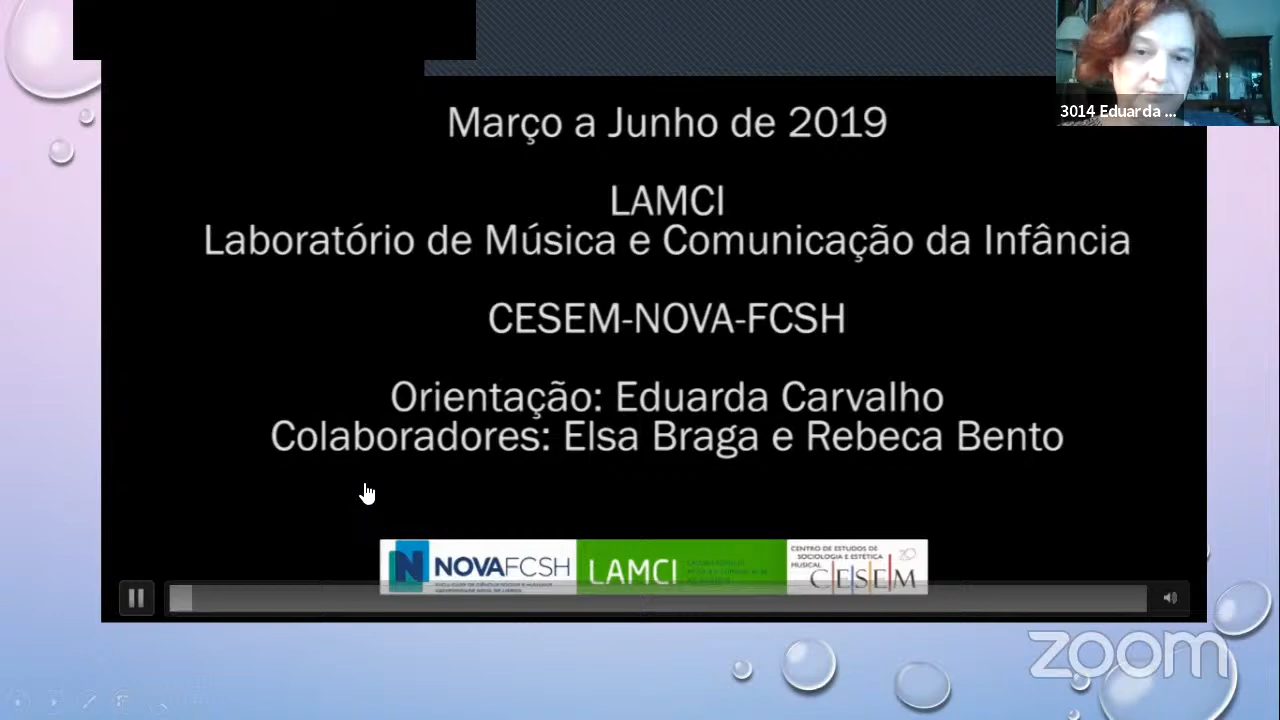 3014 Eduarda ...
Março a Junho de 2019
LAMCI
Laboratório de Música e Comunicação da Infância
CESEM-NOVA-FCSH
Orientação: Eduarda Carvalho
Colaboradores: Elsa Braga e Rebeca Bento
NOVAFCSH
LAMCI
CENTRO DE ESTUDOS DE
SOCIOLOGIA E ESTÉTICA
MUSICAL
CESEM
zoom